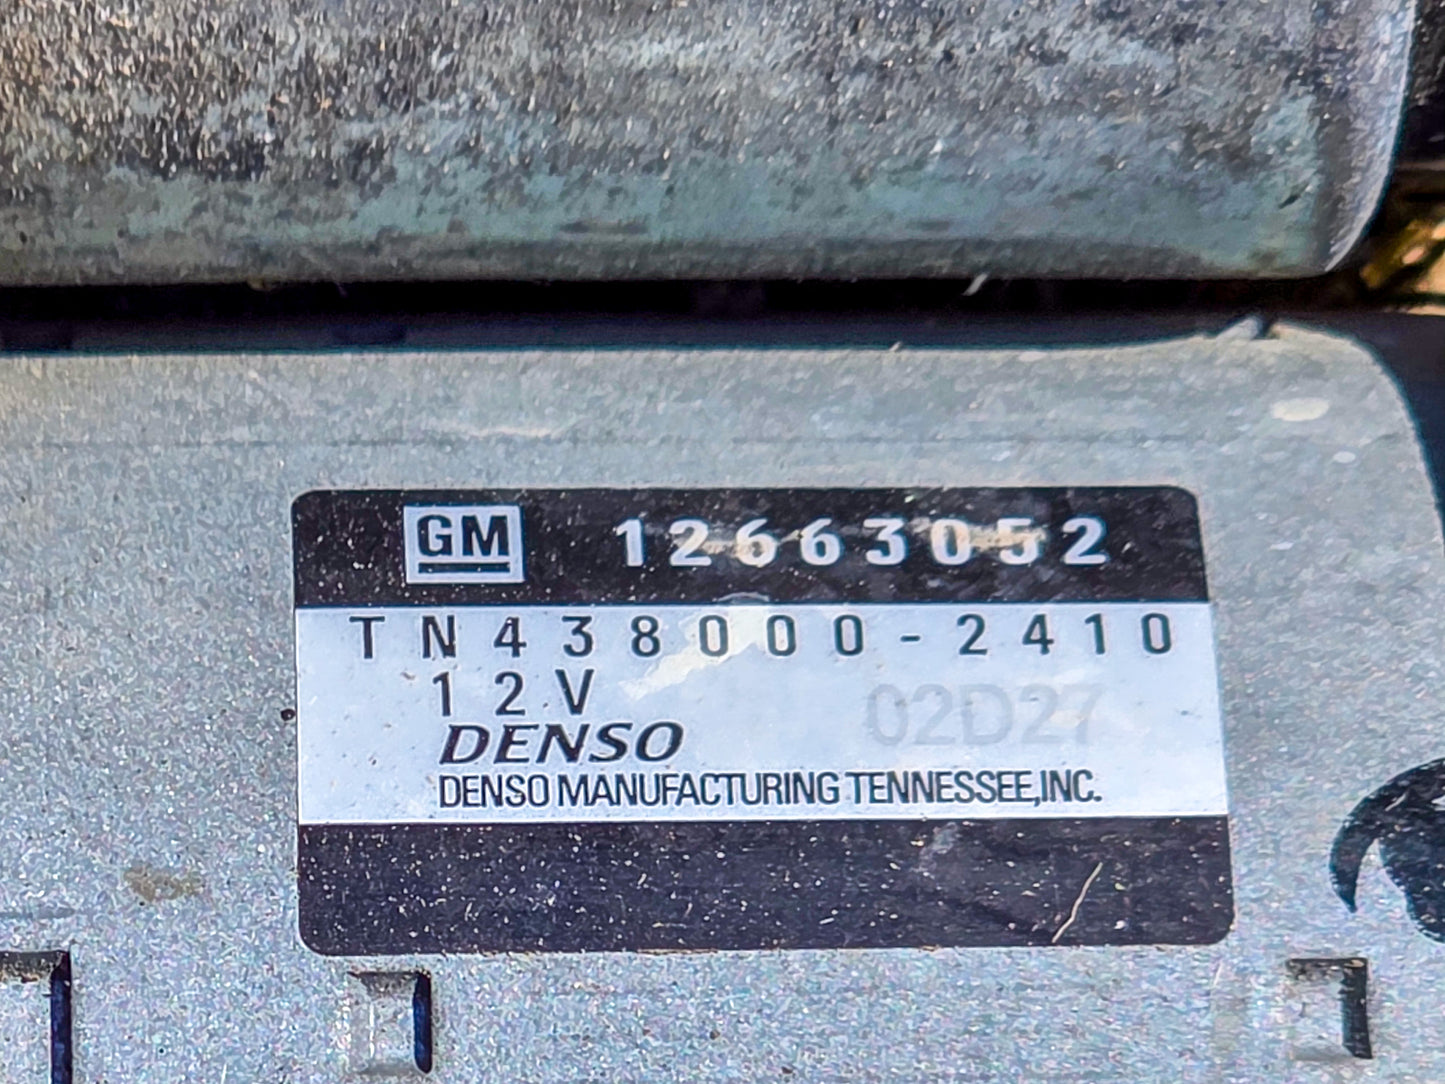 GM 12663052
TN438000-2410
12V 02D27
DENSO
DENSO MANUFACTURING TENNESSEE,INC.